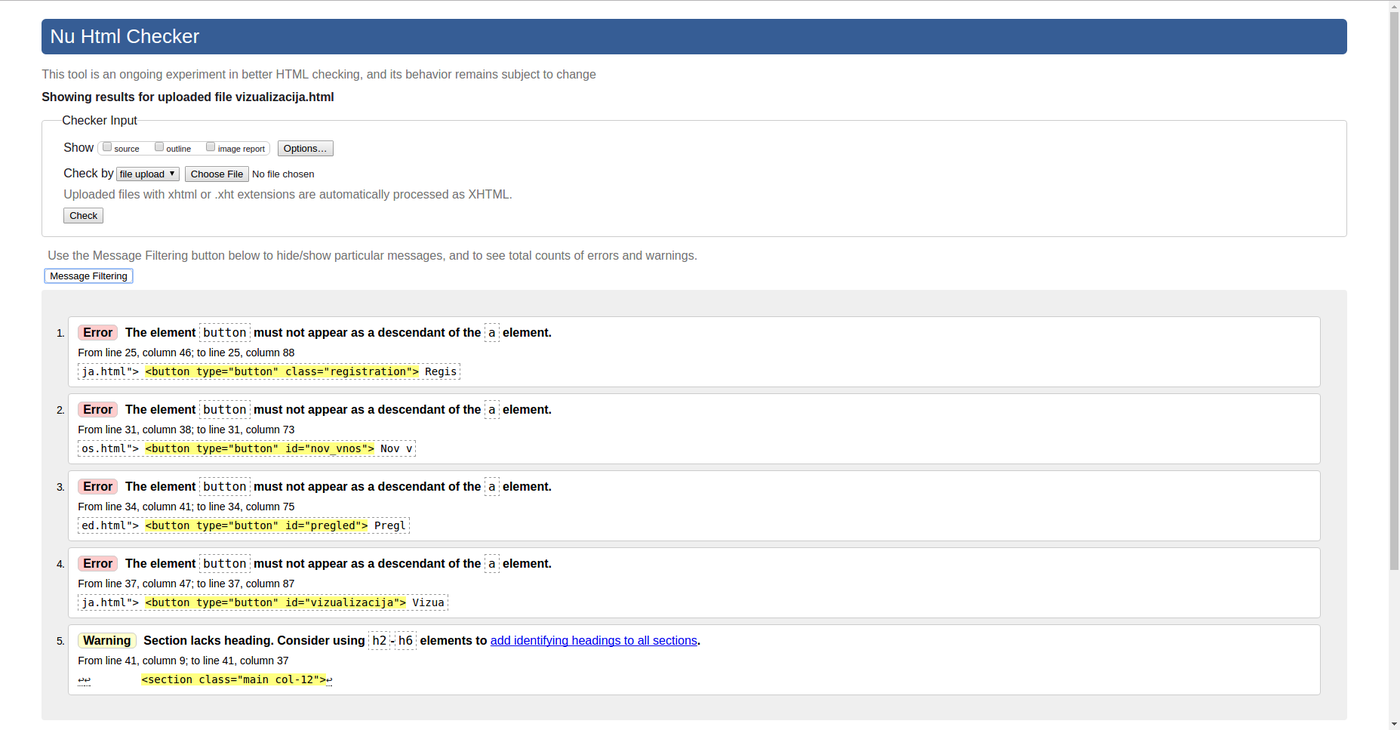 Nu Html Checker
This tool is an ongoing experiment in better HTML checking, and its behavior remains subject to change
Showing results for uploaded file vizualizacija.html
Checker Input
Show source outline image report Options...
Check by file upload ▼ Choose File No file chosen
Uploaded files with xhtml or .xht extensions are automatically processed as XHTML.
Check
Use the Message Filtering button below to hide/show particular messages, and to see total counts of errors and warnings.
Message Filtering
1. Error The element button must not appear as a descendant of the a element.
From line 25, column 46; to line 25, column 88
ja.html"> <button type="button" class="registration"> Regis
2. Error The element button must not appear as a descendant of the a element.
From line 31, column 38; to line 31, column 73
os.html"> <button type="button" id="nov_vnos"> Nov v
3. Error The element button must not appear as a descendant of the a element.
From line 34, column 41; to line 34, column 75
ed.html"> <button type="button" id="pregled"> Pregl
4. Error The element button must not appear as a descendant of the a element.
From line 37, column 47; to line 37, column 87
ja.html"> <button type="button" id="vizualizacija"> Vizua
5. Warning Section lacks heading. Consider using h2-h6 elements to add identifying headings to all sections.
From line 41, column 9; to line 41, column 37
↩↩ <section class="main col-12">↩